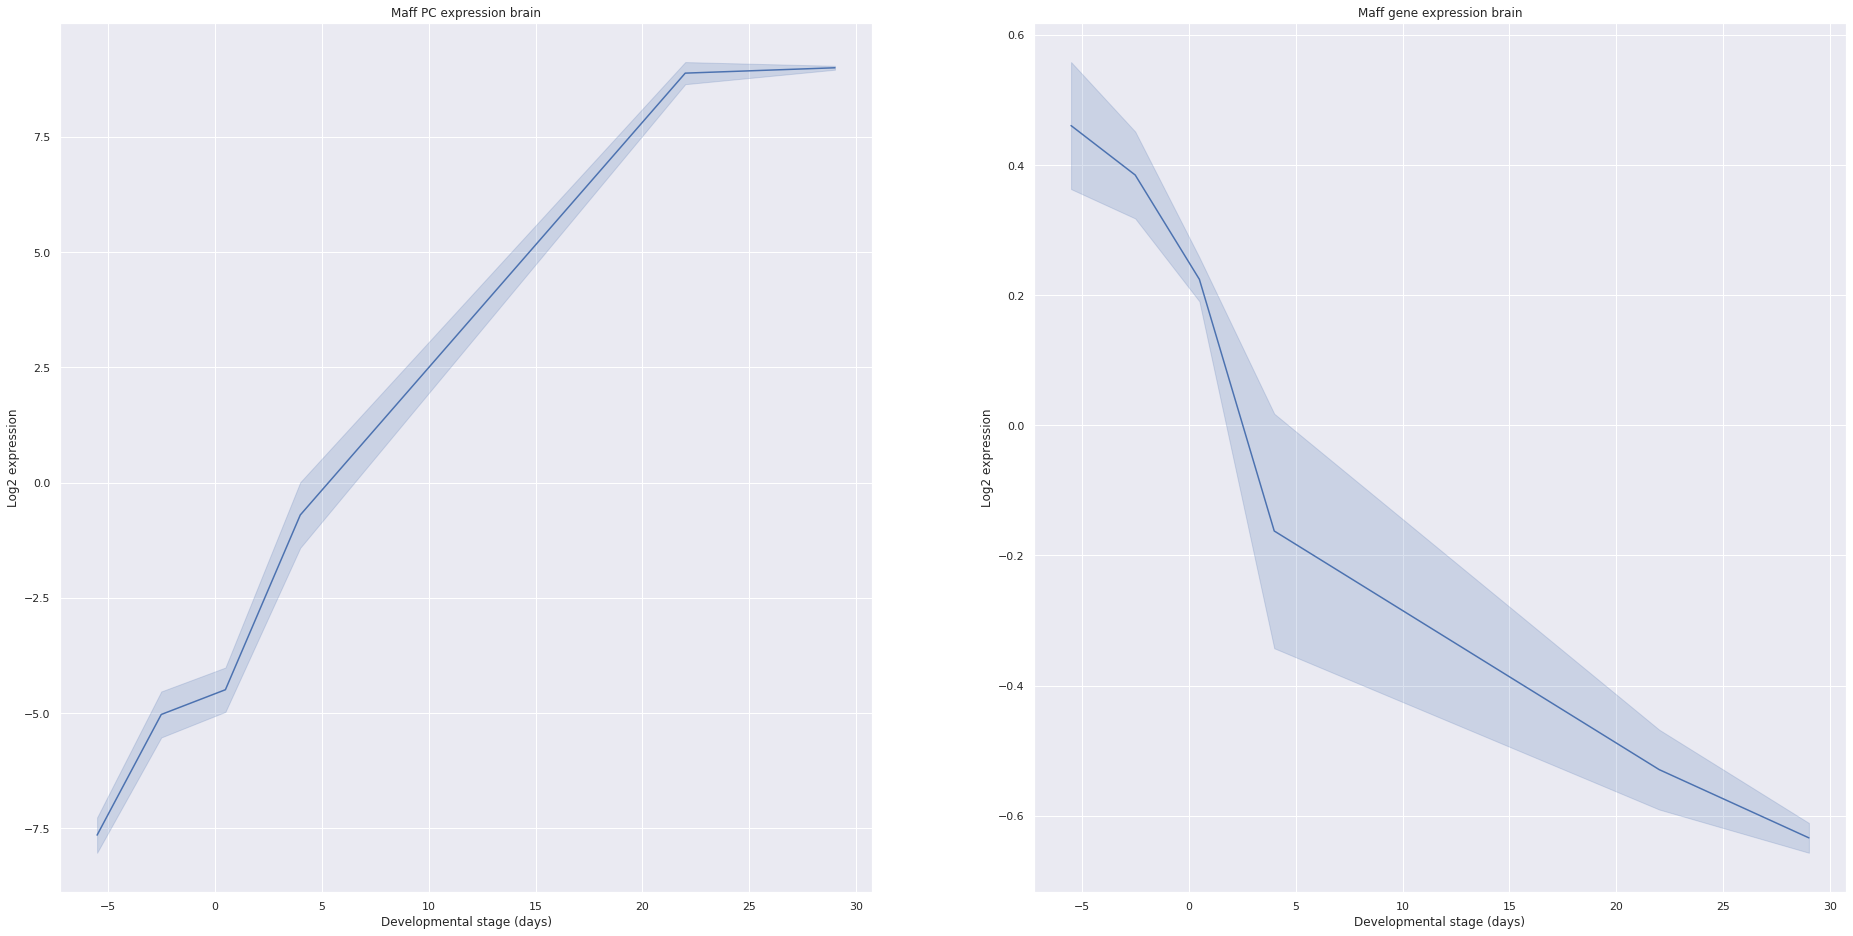 Maff PC expression brain
Log2 expression
7.5
5.0
2.5
0.0
−2.5
−5.0
−7.5
−5 0 5 10 15 20 25 30
Developmental stage (days)
Maff gene expression brain
Log2 expression
0.6
0.4
0.2
0.0
−0.2
−0.4
−0.6
−5 0 5 10 15 20 25 30
Developmental stage (days)